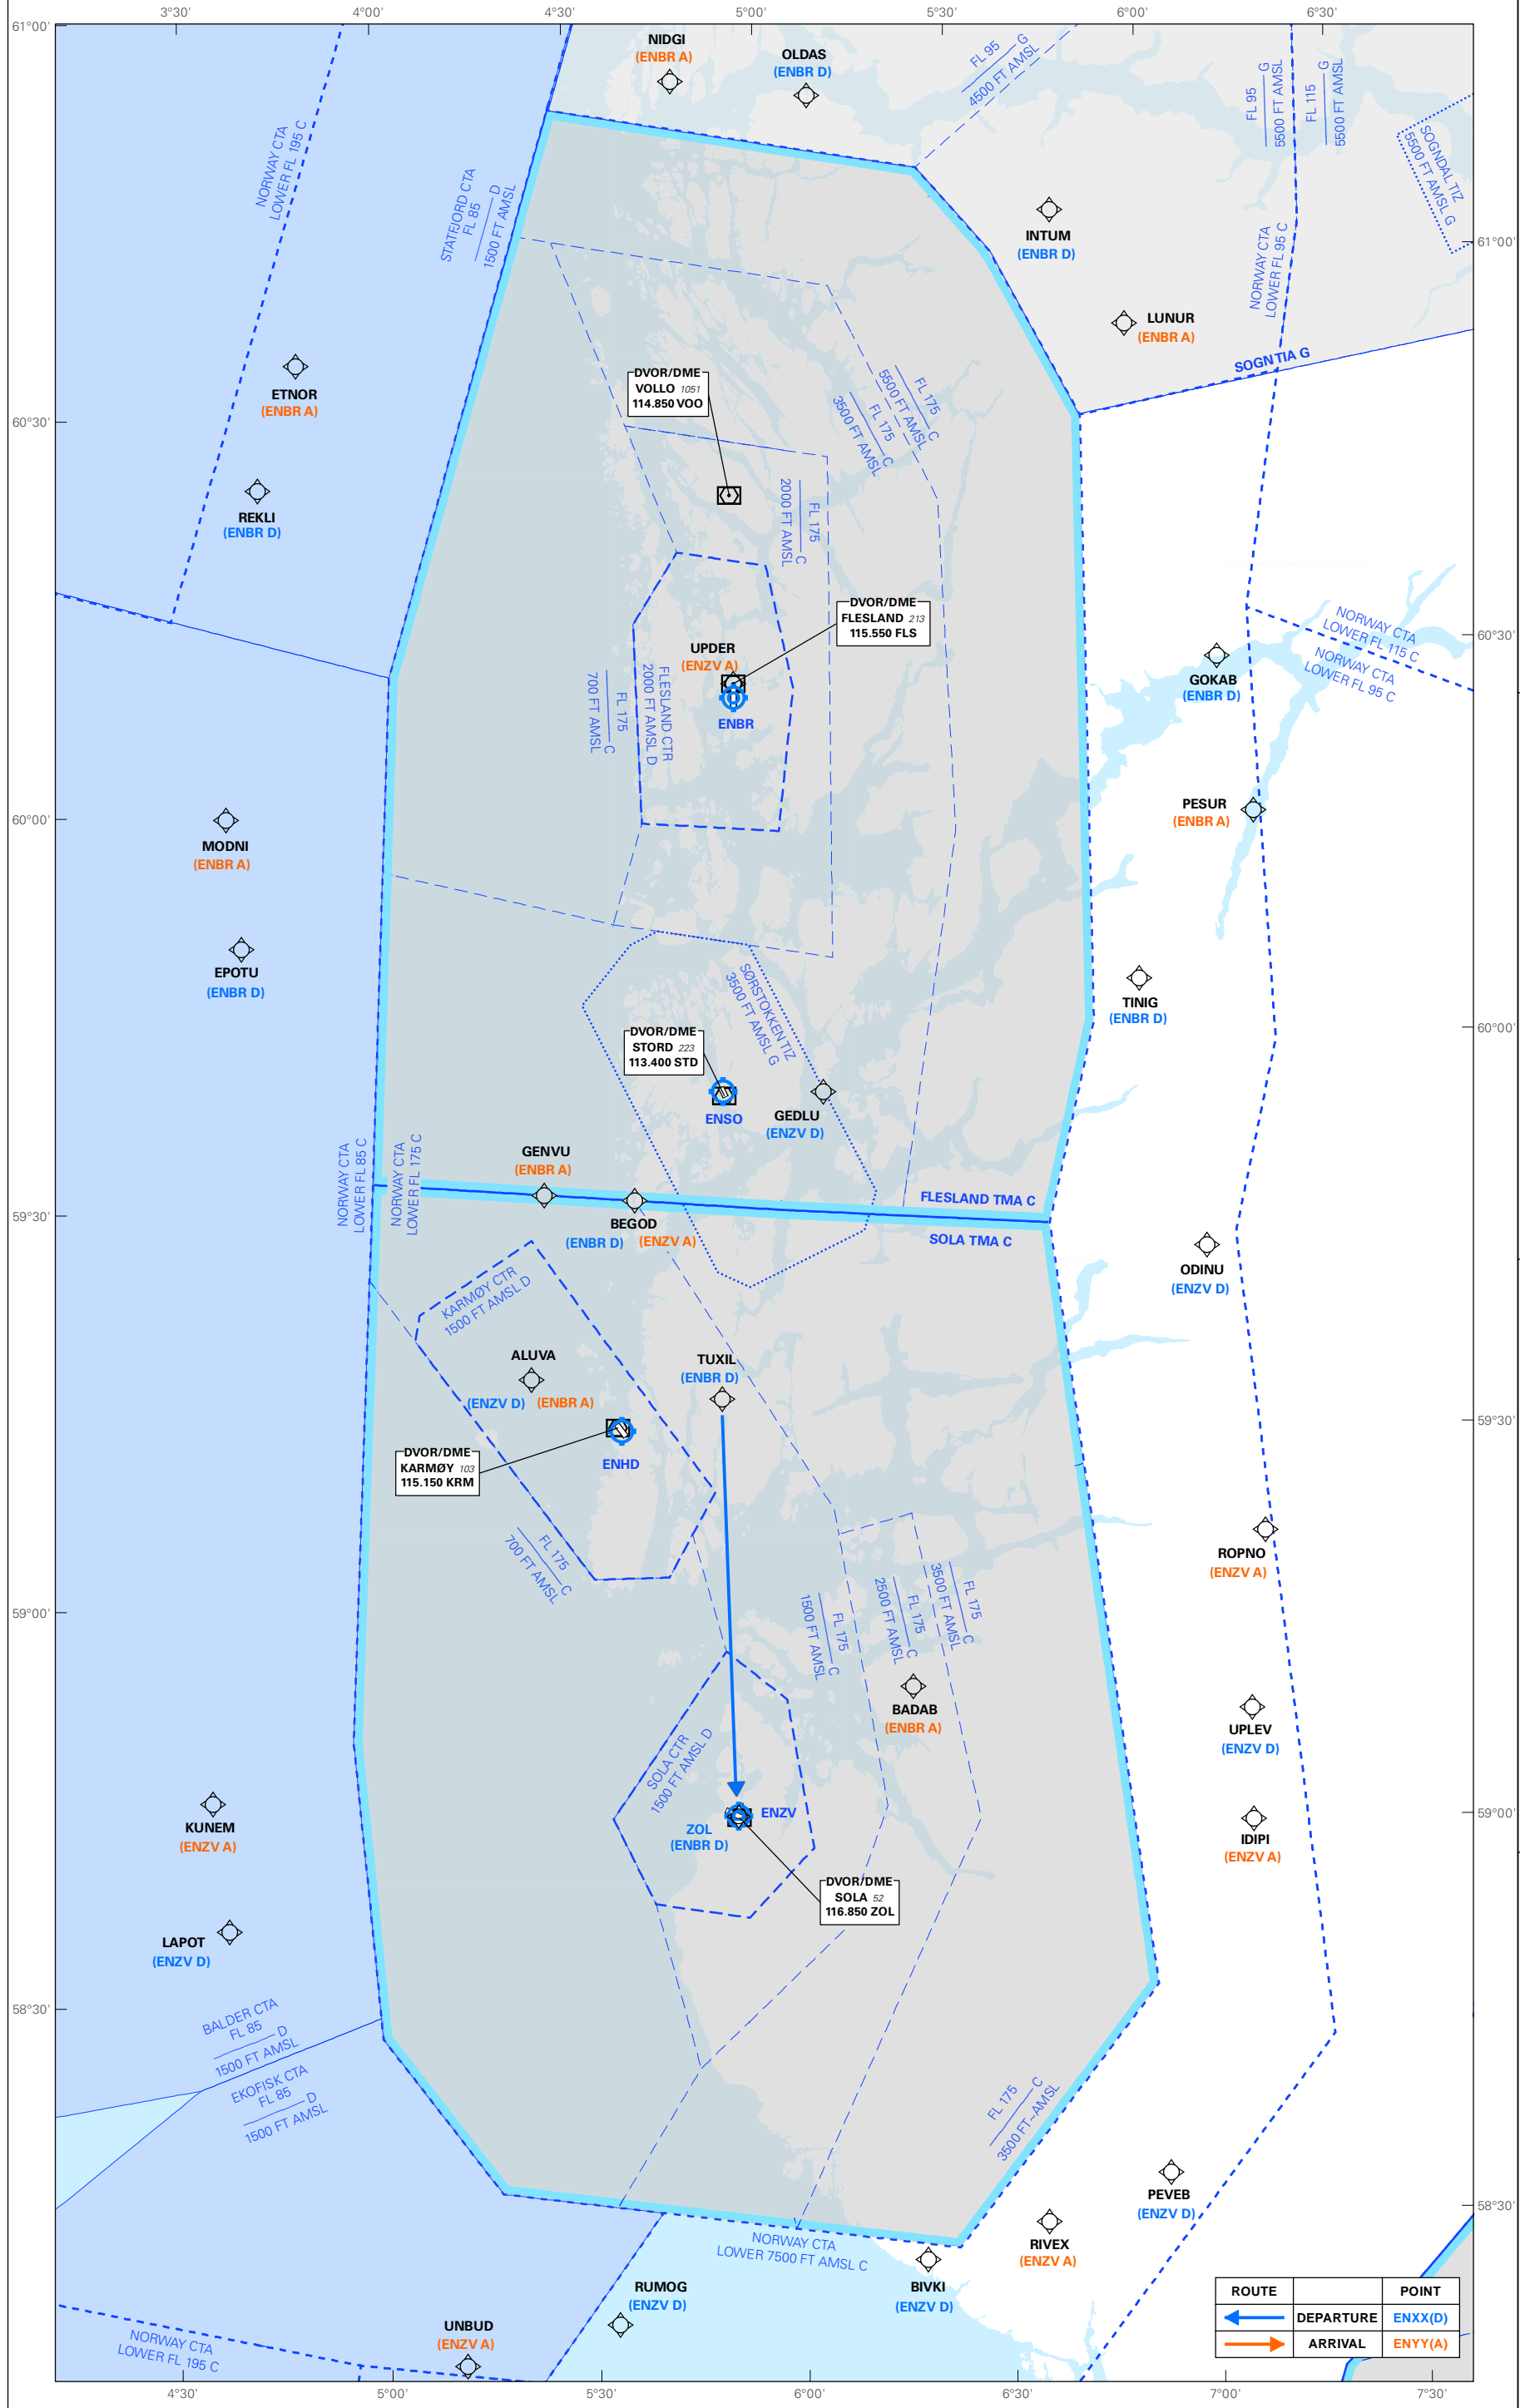 3°30'
4°00'
4°30'
5°00'
5°30'
6°00'
6°30'
61°00'
NIDGI
(ENBR A)
OLDAS
(ENBR D)
FL 95
G
4500 FT AMSL
FL 95
G
5500 FT AMSL
FL 115
G
5500 FT AMSL
SOGNDAL TIZ
5500 FT AMSL G
NORWAY CTA
LOWER FL 195 C
STATFJORD CTA
FL 85
D
1500 FT AMSL
INTUM
(ENBR D)
61°00'
NORWAY CTA
LOWER FL 95 C
LUNUR
(ENBR A)
SOGN TIA G
ETNOR
(ENBR A)
DVOR/DME
VOLLO 1051
114.850 VOO
FL 175
C
5500 FT AMSL
FL 175
C
3500 FT AMSL
60°30'
REKLI
(ENBR D)
FL 175
C
2000 FT AMSL
DVOR/DME
FLESLAND 213
115.550 FLS
NORWAY CTA
LOWER FL 115 C
NORWAY CTA
LOWER FL 95 C
60°30'
UPDER
(ENZV A)
FLESLAND CTR
2000 FT AMSL D
FL 175
C
700 FT AMSL
ENBR
GOKAB
(ENBR D)
PESUR
(ENBR A)
60°00'
MODNI
(ENBR A)
EPOTU
(ENBR D)
SØRSTOKKEN TIZ
3500 FT AMSL G
TINIG
(ENBR D)
60°00'
DVOR/DME
STORD 223
113.400 STD
ENSO
GEDLU
(ENZV D)
GENVU
(ENBR A)
NORWAY CTA
LOWER FL 85 C
NORWAY CTA
LOWER FL 175 C
59°30'
BEGOD
(ENBR D)
(ENZV A)
FLESLAND TMA C
SOLA TMA C
ODINU
(ENZV D)
KARMØY CTR
1500 FT AMSL D
ALUVA
(ENZV D)
(ENBR A)
TUXIL
(ENBR D)
59°30'
DVOR/DME
KARMØY 103
115.150 KRM
ENHD
FL 175
C
700 FT AMSL
ROPNO
(ENZV A)
59°00'
FL 175
C
1500 FT AMSL
FL 175
C
2500 FT AMSL
FL 175
C
3500 FT AMSL
BADAB
(ENBR A)
UPLEV
(ENZV D)
SOLA CTR
1500 FT AMSL D
KUNEM
(ENZV A)
ENZV
ZOL
(ENBR D)
59°00'
IDIPI
(ENZV A)
DVOR/DME
SOLA 52
116.850 ZOL
LAPOT
(ENZV D)
58°30'
BALDER CTA
FL 85
D
1500 FT AMSL
EKOFISK CTA
FL 85
D
1500 FT AMSL
FL 175
C
3500 FT~AMSL
PEVEB
(ENZV D)
58°30'
RIVEX
(ENZV A)
NORWAY CTA
LOWER 7500 FT AMSL C
BIVKI
(ENZV D)
RUMOG
(ENZV D)
UNBUD
(ENZV A)
NORWAY CTA
LOWER FL 195 C
ROUTE
POINT
DEPARTURE
ENXX(D)
ARRIVAL
ENYY(A)
4°30'
5°00'
5°30'
6°00'
6°30'
7°00'
7°30'